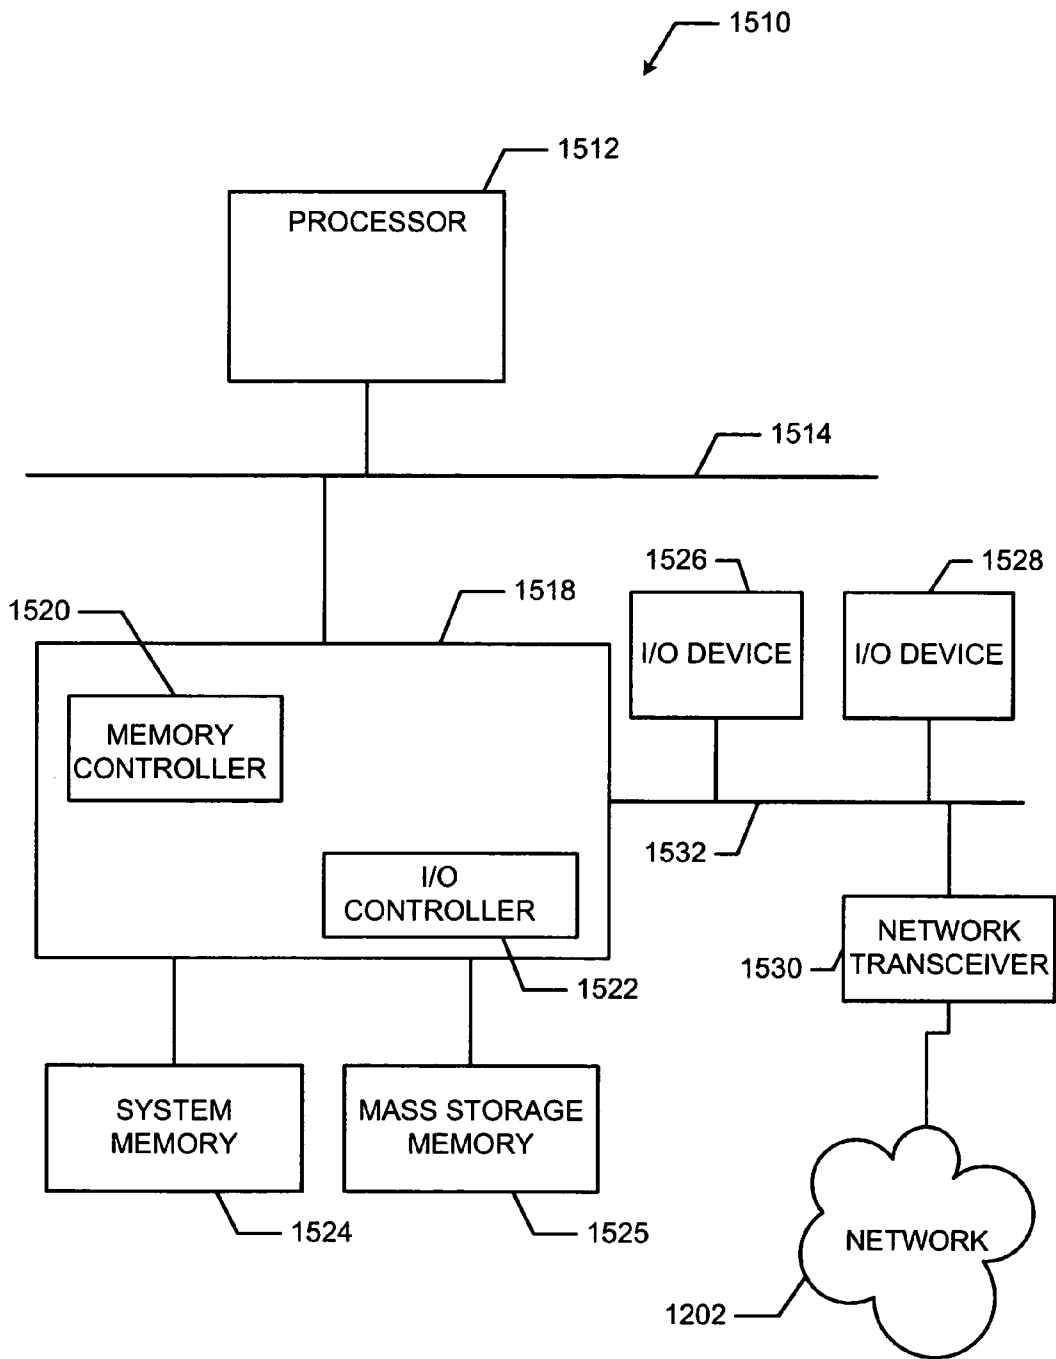 1510
1512
PROCESSOR
1514
1526
1528
1518
1520
I/O DEVICE
I/O DEVICE
MEMORY
CONTROLLER
1532
I/O
CONTROLLER
NETWORK
TRANSCEIVER
1530
1522
SYSTEM
MEMORY
MASS STORAGE
MEMORY
1524
1525
NETWORK
1202